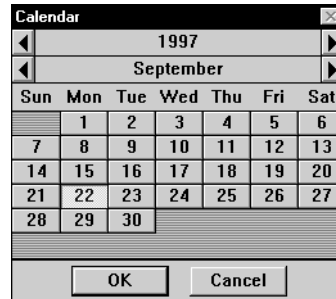 Calendar
1997
September
Sun Mon Tue Wed Thu Fri Sat
1 2 3 4 5 6
7 8 9 10 11 12 13
14 15 16 17 18 19 20
21 22 23 24 25 26 27
28 29 30
OK Cancel